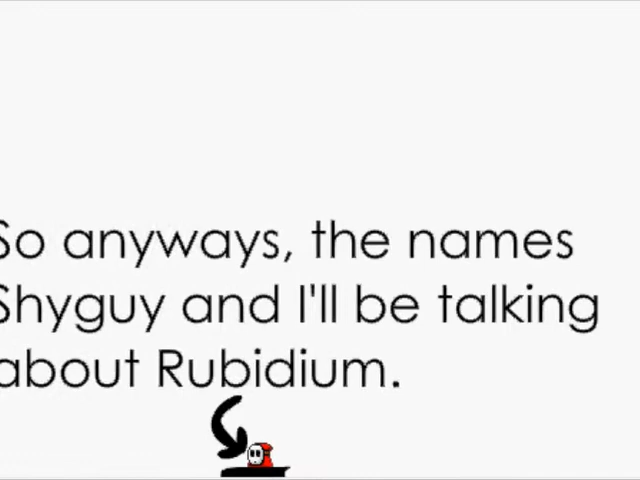 So anyways, the names
Shyguy and I'll be talking
about Rubidium.